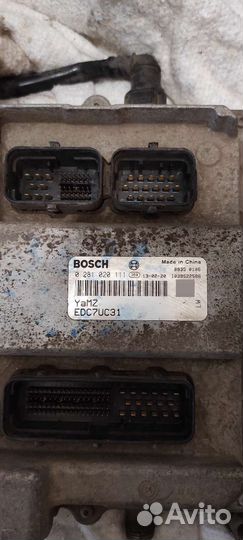 BOSCH
Made in China
0 281 020 111
13-02-20
YaMZ
EDC7UC31
Avito